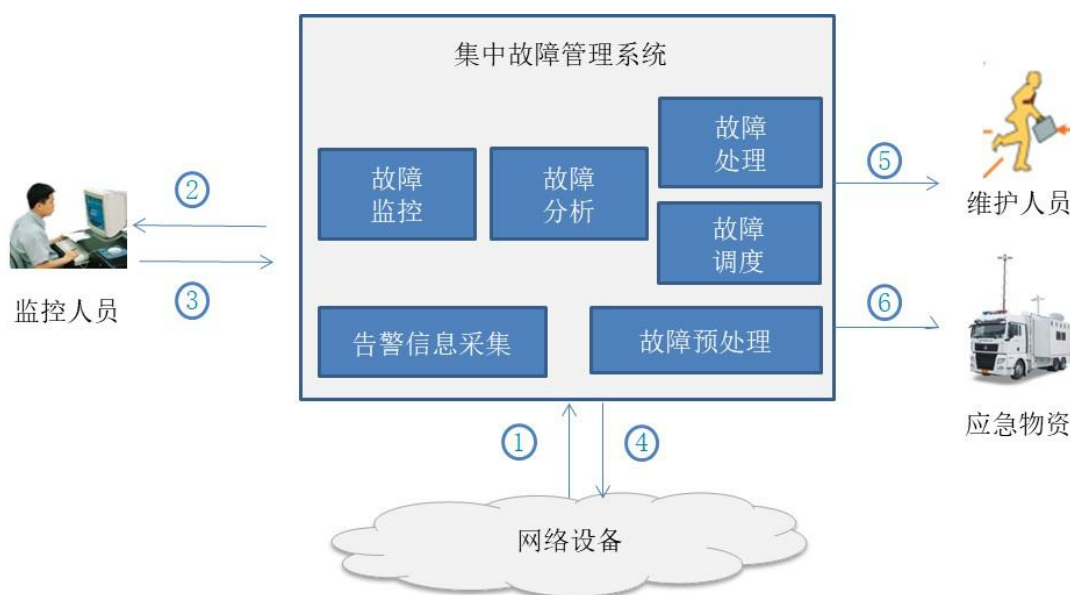 集中故障管理系统
故障
处理
⑤
故障
监控
故障
分析
②
维护人员
故障
调度
③
监控人员
⑥
告警信息采集
故障预处理
应急物资
①
④
网络设备